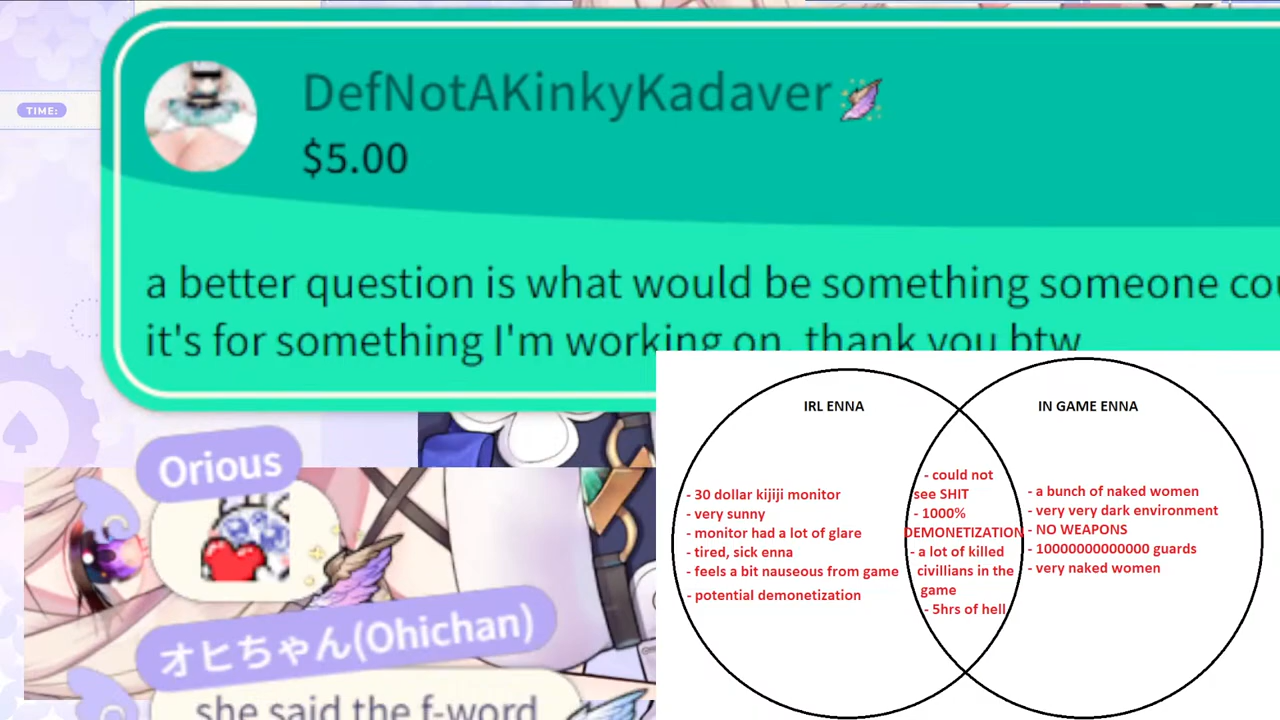 TIME:
DefNotAKinkyKadaver
$5.00
a better question is what would be something someone cou
it's for something I'm working on, thank you btw
Orious
オヒちゃん(Ohichan)
she said the f-word
IRL ENNA
- 30 dollar kijiji monitor
- very sunny
- monitor had a lot of glare
- tired, sick enna
- feels a bit nauseous from game
- potential demonetization
- could not
see SHIT
- 1000%
DEMONETIZATION
- a lot of killed
civillians in the
game
- 5hrs of hell
IN GAME ENNA
- a bunch of naked women
- very very dark environment
- NO WEAPONS
- 10000000000000 guards
- very naked women